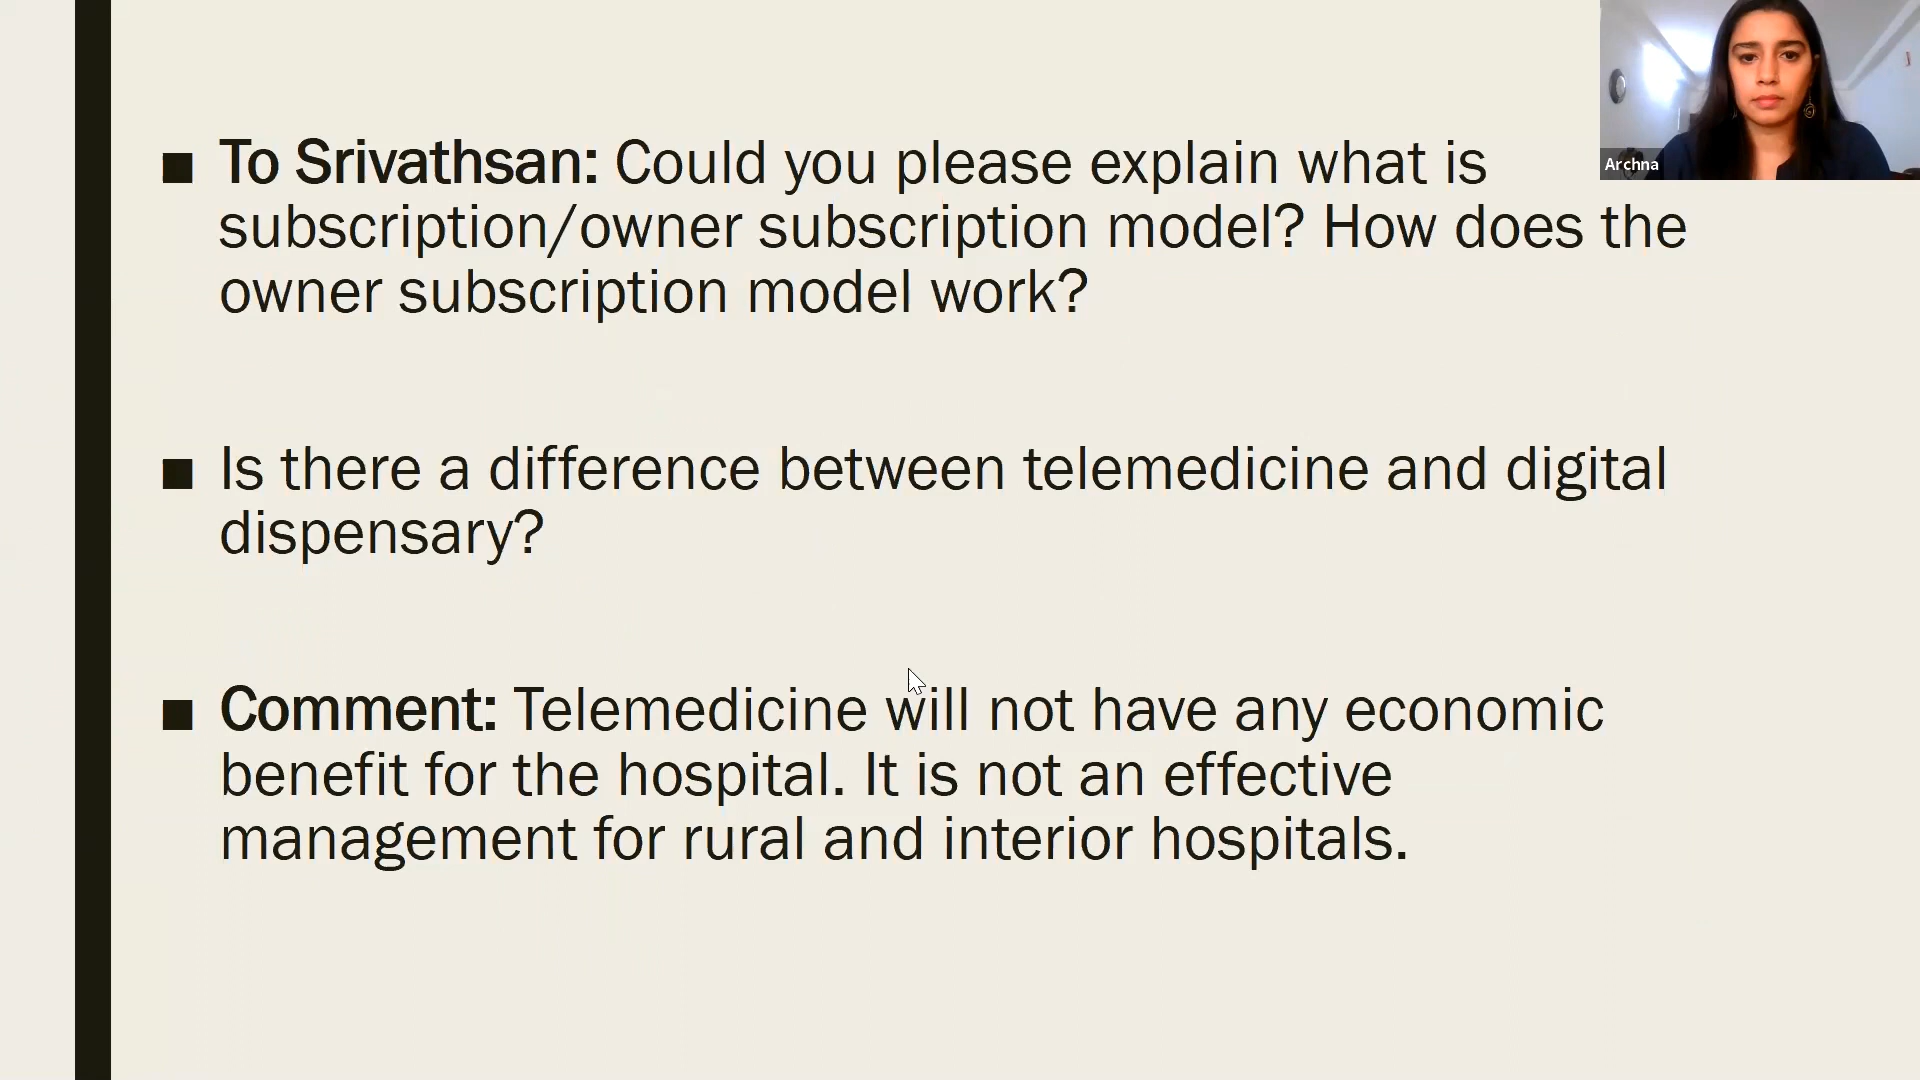 To Srivathsan: Could you please explain what is
subscription/owner subscription model? How does the
owner subscription model work?
Is there a difference between telemedicine and digital
dispensary?
Comment: Telemedicine will not have any economic
benefit for the hospital. It is not an effective
management for rural and interior hospitals.
Archna